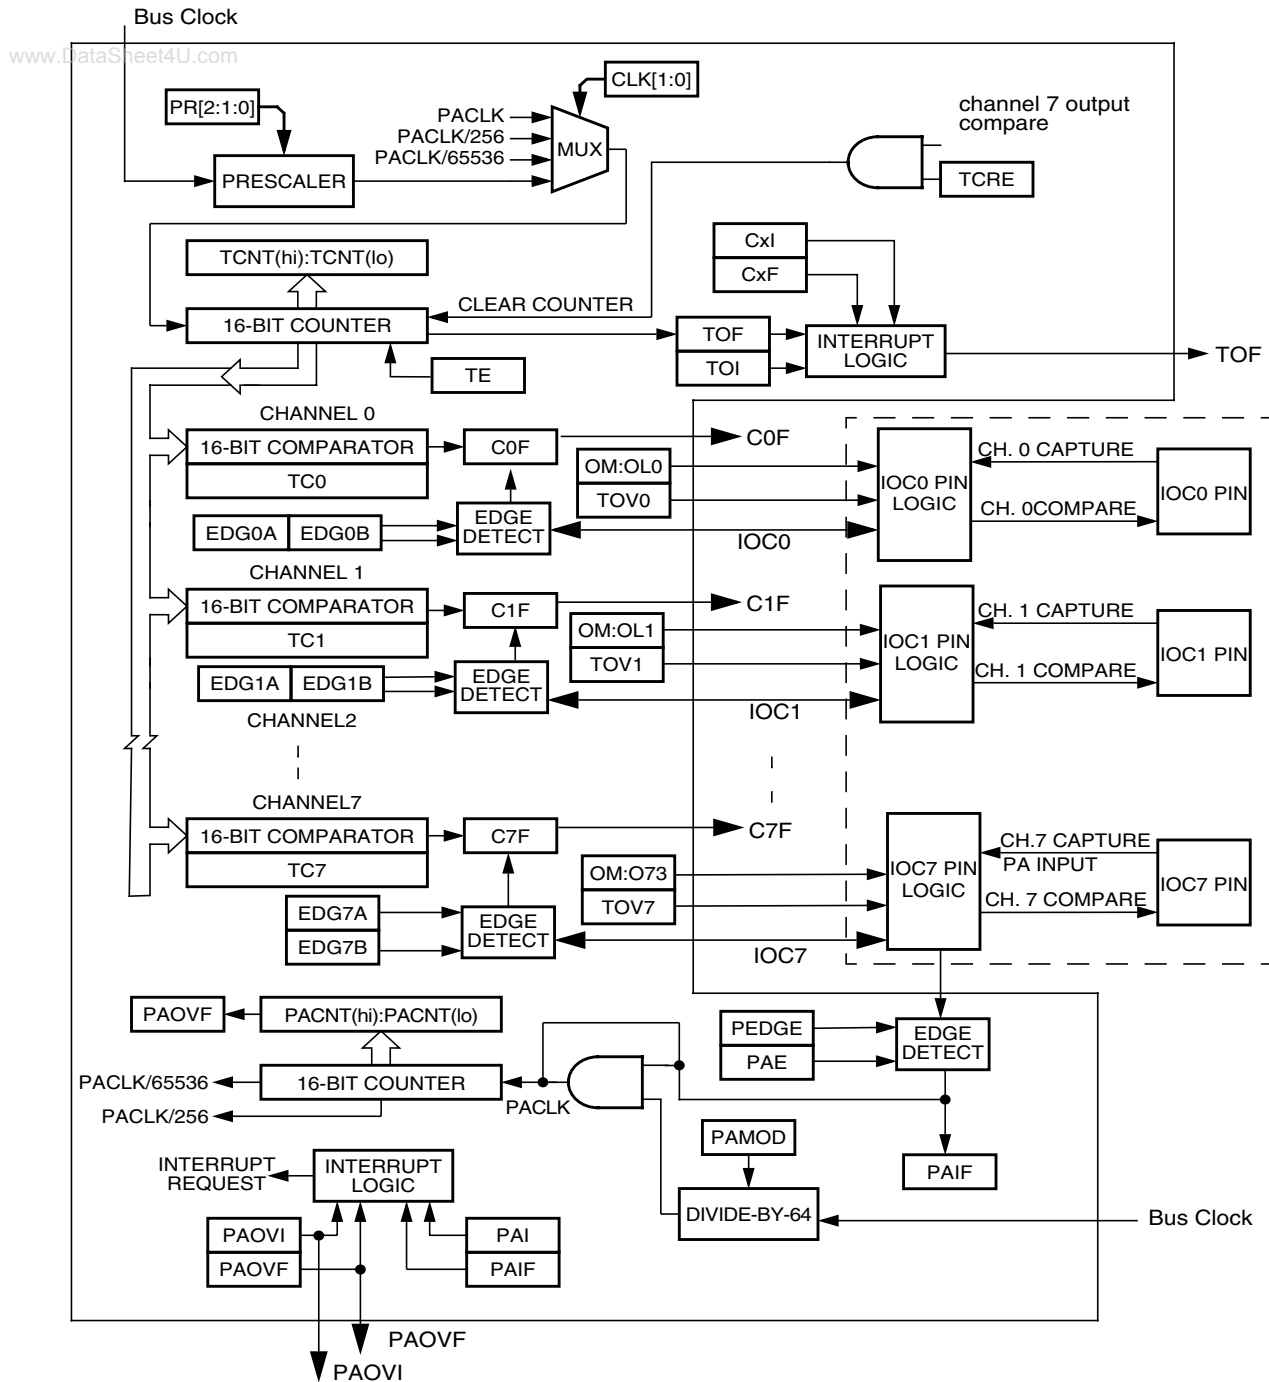 Bus Clock
www.DataSheet4U.com
PR[2:1:0]
CLK[1:0]
PACLK
PACLK/256
PACLK/65536
MUX
PRESCALER
channel 7 output
compare
TCRE
TCNT(hi):TCNT(lo)
CxI
CxF
CLEAR COUNTER
16-BIT COUNTER
TE
TOF
TOI
INTERRUPT
LOGIC
TOF
CHANNEL 0
16-BIT COMPARATOR
TC0
C0F
C0F
EDG0A
EDG0B
EDGE
DETECT
OM:OL0
TOV0
IOC0
IOC0 PIN
LOGIC
CH. 0 CAPTURE
CH. 0COMPARE
IOC0 PIN
CHANNEL 1
16-BIT COMPARATOR
TC1
C1F
C1F
EDG1A
EDG1B
EDGE
DETECT
OM:OL1
TOV1
IOC1
IOC1 PIN
LOGIC
CH. 1 CAPTURE
CH. 1 COMPARE
IOC1 PIN
CHANNEL2
CHANNEL7
16-BIT COMPARATOR
TC7
C7F
C7F
EDG7A
EDG7B
EDGE
DETECT
OM:O73
TOV7
IOC7
IOC7 PIN
LOGIC
CH.7 CAPTURE
PA INPUT
CH. 7 COMPARE
IOC7 PIN
PAOVF
PACNT(hi):PACNT(lo)
PEDGE
PAE
EDGE
DETECT
PACLK/65536
16-BIT COUNTER
PACLK
PACLK/256
PAMOD
PAIF
INTERRUPT
REQUEST
INTERRUPT
LOGIC
DIVIDE-BY-64
Bus Clock
PAOVI
PAOVF
PAI
PAIF
PAOVF
PAOVI